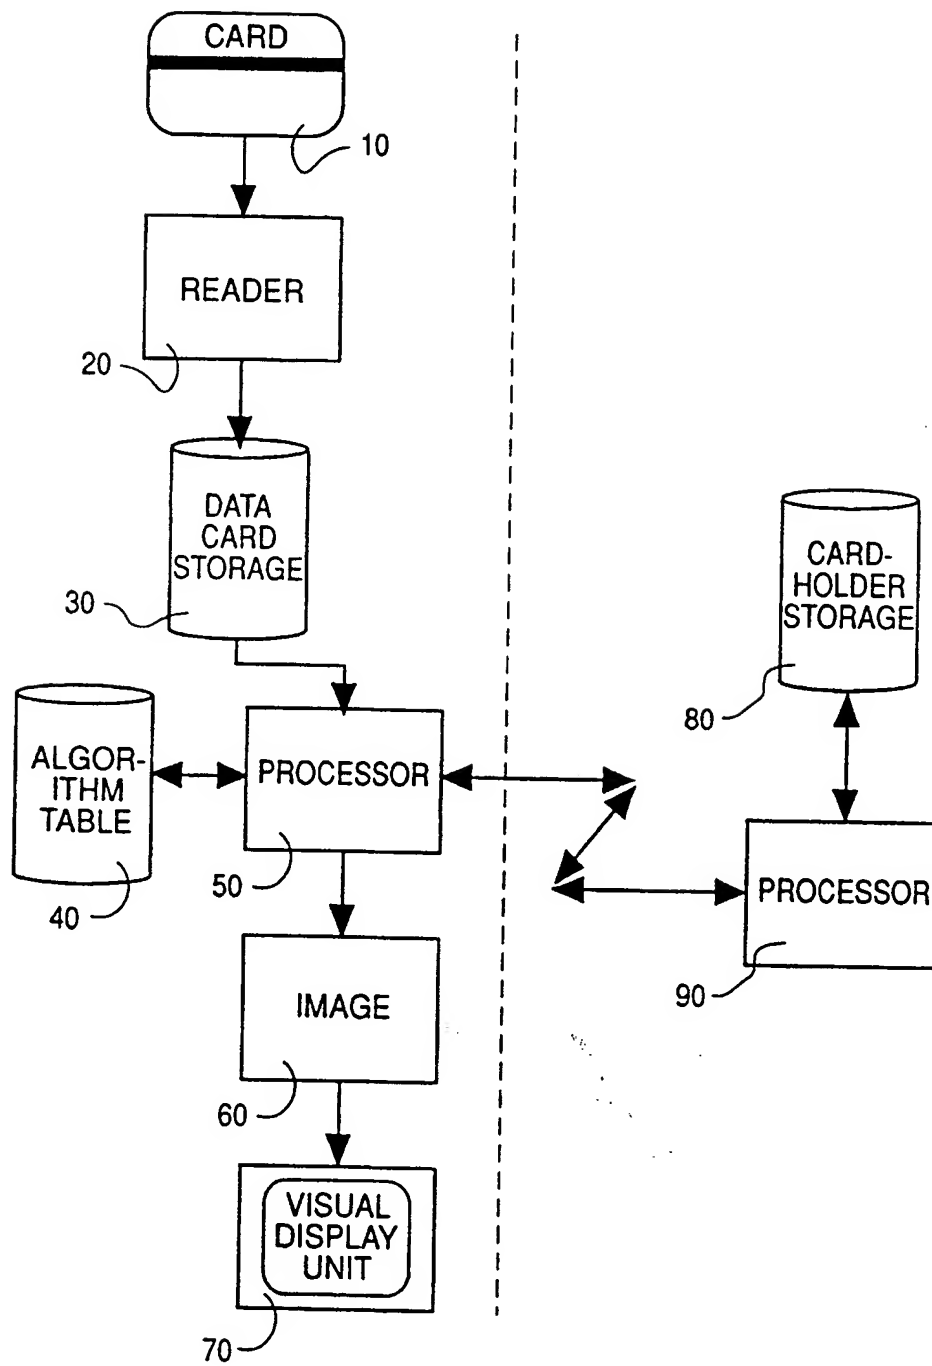 CARD
10
READER
20
DATA
CARD
STORAGE
30
ALGOR-
ITHM
TABLE
40
PROCESSOR
50
IMAGE
60
VISUAL
DISPLAY
UNIT
70
CARD-
HOLDER
STORAGE
80
PROCESSOR
90